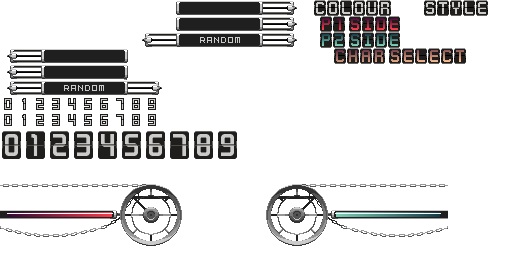 COLOUR STYLE
P1 SIDE
P2 SIDE
RANDOM
CHAR SELECT
RANDOM
0 1 2 3 4 5 6 7 8 9
0 1 2 3 4 5 6 7 8 9
0 1 2 3 4 5 6 7 8 9